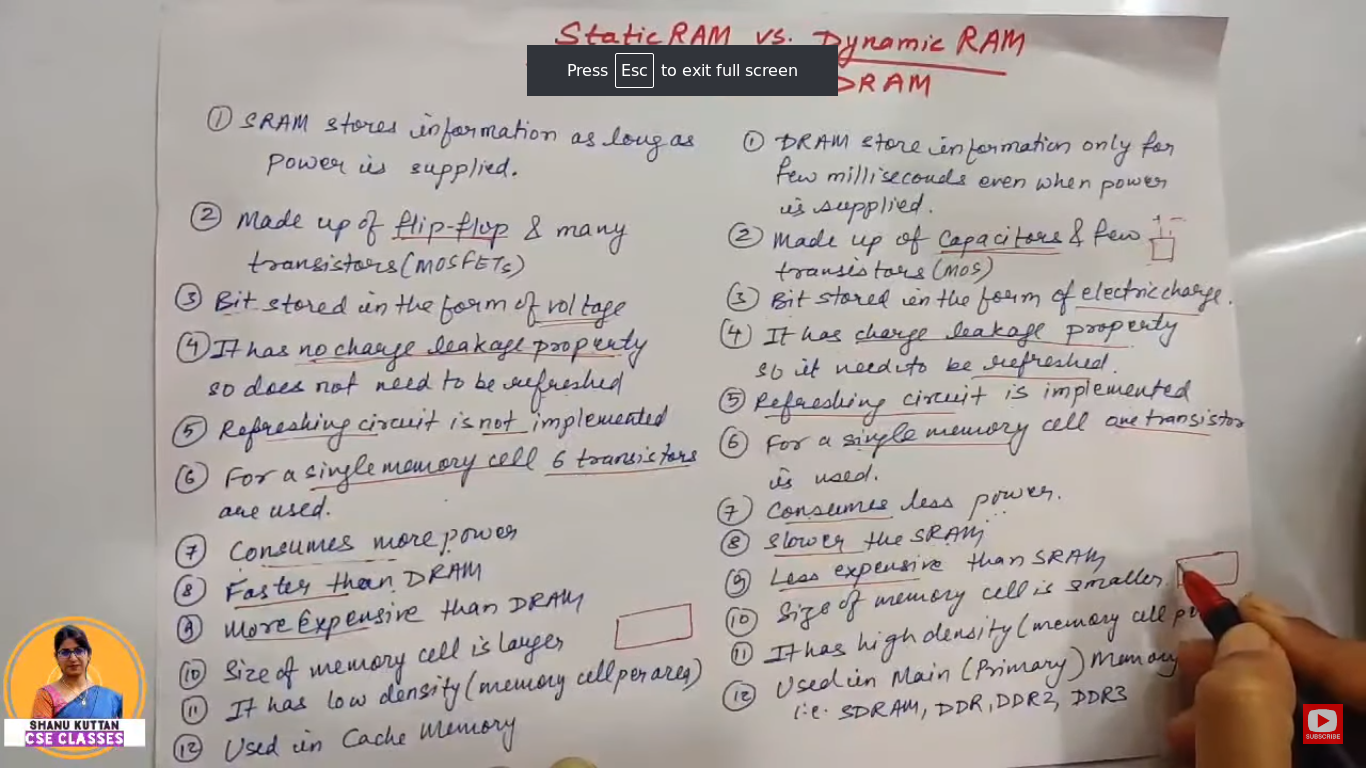 Static RAM vs. Dynamic RAM
Press Esc to exit full screen
DRAM
① SRAM stores information as long as
Power is supplied.
② Made up of flip-flop & many
transistors (MOSFETs)
③ Bit stored in the form of voltage
④ It has no charge leakage property
so does not need to be refreshed
⑤ Refreshing circuit is not implemented
⑥ For a single memory cell 6 transistors
are used.
⑦ Consumes more power
⑧ Faster than DRAM
⑨ More Expensive than DRAM
⑩ Size of memory cell is larger
⑪ It has low density (memory cell per area)
⑫ Used in Cache Memory
① DRAM store information only for
few milliseconds even when power
is supplied.
② Made up of capacitors & few
transistors (MOS)
③ Bit stored in the form of electric charge.
④ It has charge leakage property
so it need to be refreshed.
⑤ Refreshing circuit is implemented
⑥ For a single memory cell one transistor
is used.
⑦ Consumes less power.
⑧ Slower the SRAM
⑨ Less expensive than SRAM
⑩ Size of memory cell is smaller.
⑪ It has high density (memory cell
⑫ Used in Main (Primary) Memory
i.e. SDRAM, DDR, DDR2, DDR3
SHANU KUTTAN
CSE CLASSES
SUBSCRIBE